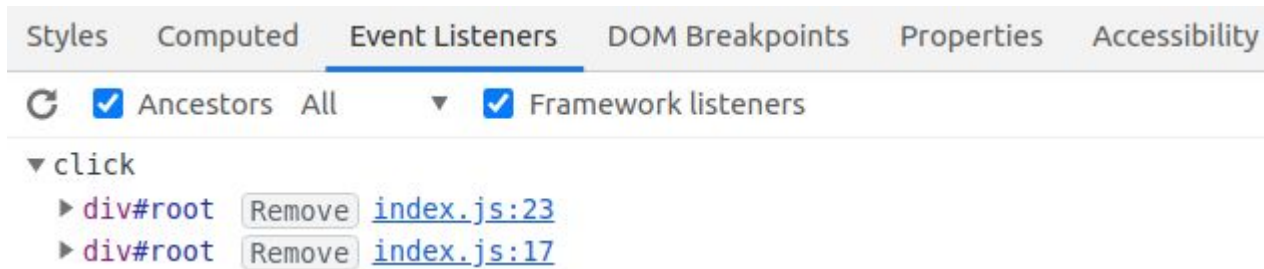 Styles Computed Event Listeners DOM Breakpoints Properties Accessibility
Ancestors All Framework listeners
click
div#root Remove index.js:23
div#root Remove index.js:17